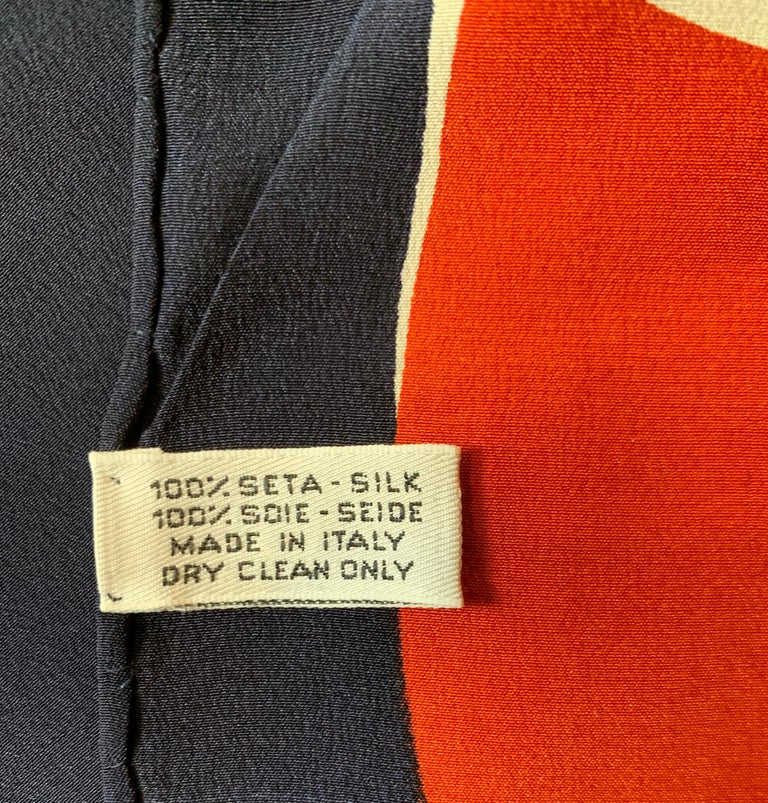 100% SETA - SILK
100% SOIE - SEIDE
MADE IN ITALY
DRY CLEAN ONLY